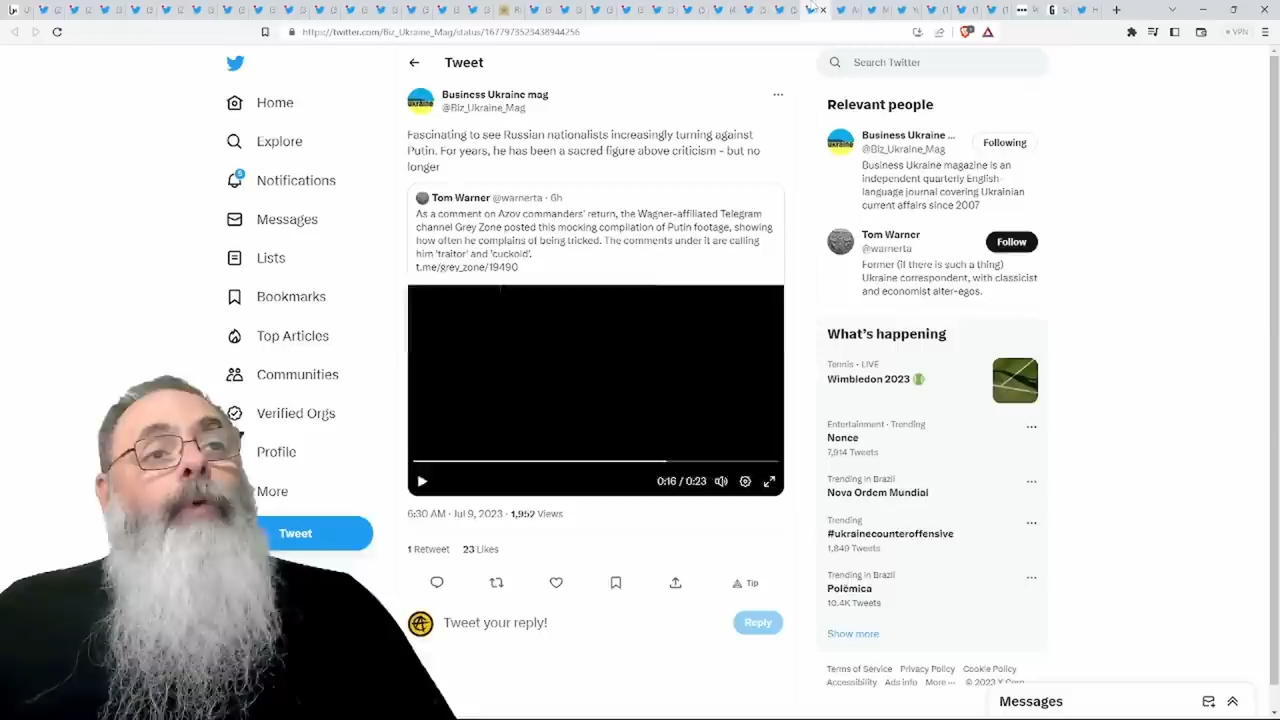 https://twitter.com/Biz_Ukraine_Mag/status/1677973523438944256
VPN
Home
Explore
5
Notifications
Messages
Lists
Bookmarks
Top Articles
Communities
Verified Orgs
Profile
More
Tweet
Tweet
Business Ukraine mag
@Biz_Ukraine_Mag
Fascinating to see Russian nationalists increasingly turning against
Putin. For years, he has been a sacred figure above criticism - but no
longer
Tom Warner @warnerta · 6h
As a comment on Azov commanders' return, the Wagner-affiliated Telegram
channel Grey Zone posted this mocking compilation of Putin footage, showing
how often he complains of being tricked. The comments under it are calling
him 'traitor' and 'cuckold'.
t.me/grey_zone/19490
0:16 / 0:23
6:30 AM · Jul 9, 2023 · 1,952 Views
1 Retweet 23 Likes
Tip
Tweet your reply!
Reply
Search Twitter
Relevant people
Business Ukraine ...
@Biz_Ukraine_Mag
Following
Business Ukraine magazine is an
independent quarterly English-
language journal covering Ukrainian
current affairs since 2007
Tom Warner
@warnerta
Follow
Former (if there is such a thing)
Ukraine correspondent, with classicist
and economist alter-egos.
What's happening
Tennis · LIVE
Wimbledon 2023
Entertainment · Trending
Nonce
7,914 Tweets
Trending in Brazil
Nova Ordem Mundial
Trending
#ukrainecounteroffensive
1,849 Tweets
Trending in Brazil
Polêmica
10.4K Tweets
Show more
Terms of Service Privacy Policy Cookie Policy
Accessibility Ads info More ··· © 2023 X Corp.
Messages